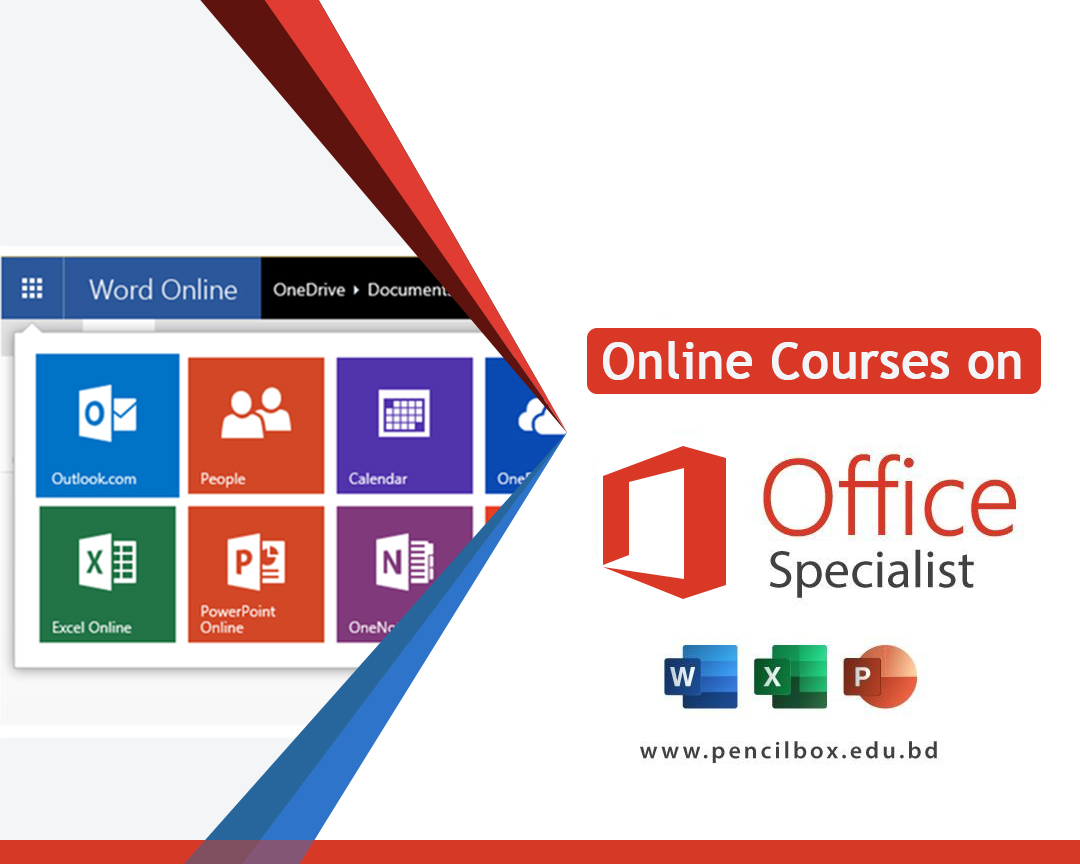 Word Online
OneDrive ▸ Documents
Outlook.com
People
Calendar
Excel Online
PowerPoint
Online
Online Courses on
Office
Specialist
W X P
www.pencilbox.edu.bd